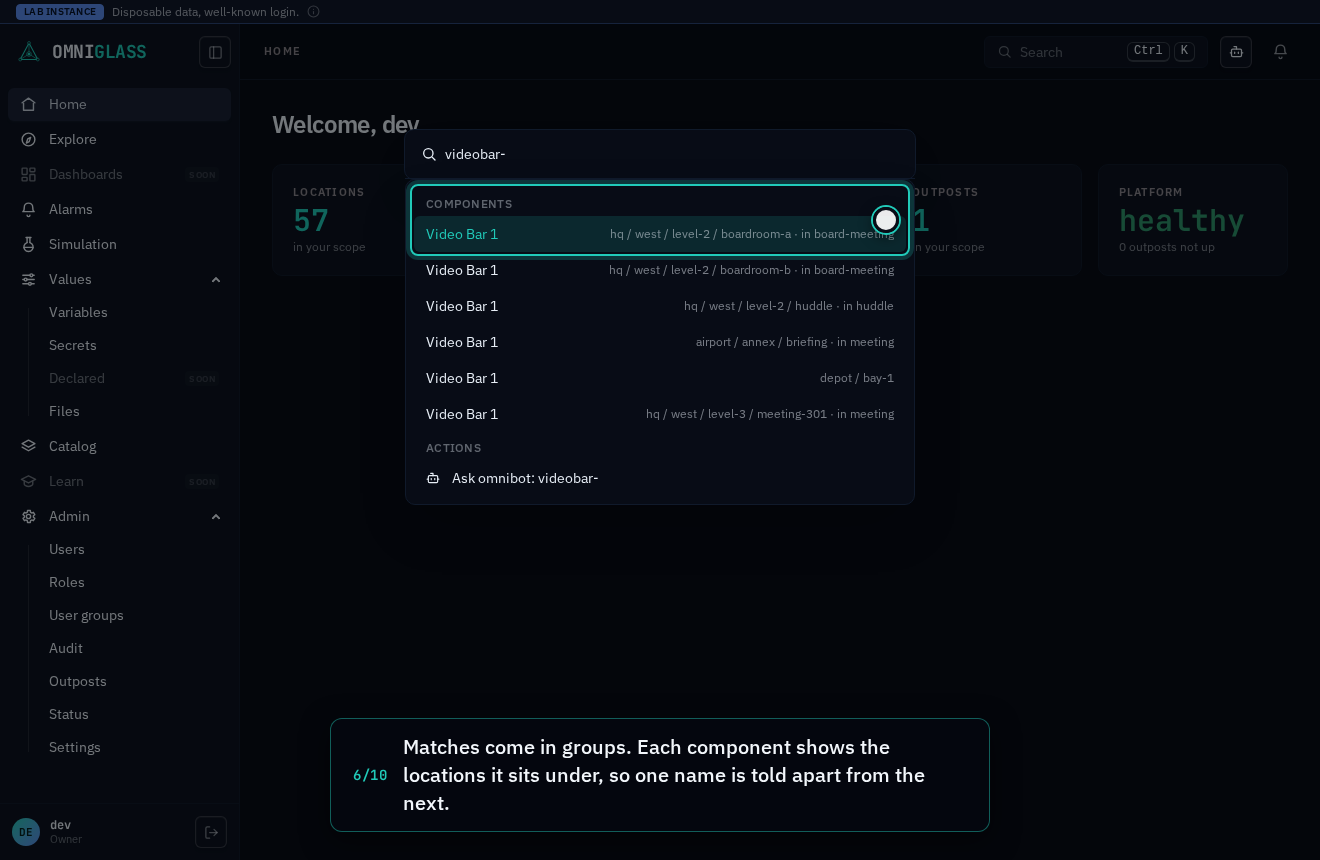 LAB INSTANCE Disposable data, well-known login.
OMNIGLASS
HOME
Search Ctrl K
Home
Explore
Dashboards SOON
Alarms
Simulation
Values
Variables
Secrets
Declared SOON
Files
Catalog
Learn SOON
Admin
Users
Roles
User groups
Audit
Outposts
Status
Settings
DE dev
Owner
Welcome, dev
LOCATIONS
57
in your scope
OUTPOSTS
1
n your scope
PLATFORM
healthy
0 outposts not up
videobar-
COMPONENTS
Video Bar 1 hq / west / level-2 / boardroom-a · in board-meeting
Video Bar 1 hq / west / level-2 / boardroom-b · in board-meeting
Video Bar 1 hq / west / level-2 / huddle · in huddle
Video Bar 1 airport / annex / briefing · in meeting
Video Bar 1 depot / bay-1
Video Bar 1 hq / west / level-3 / meeting-301 · in meeting
ACTIONS
Ask omnibot: videobar-
6/10
Matches come in groups. Each component shows the
locations it sits under, so one name is told apart from the
next.